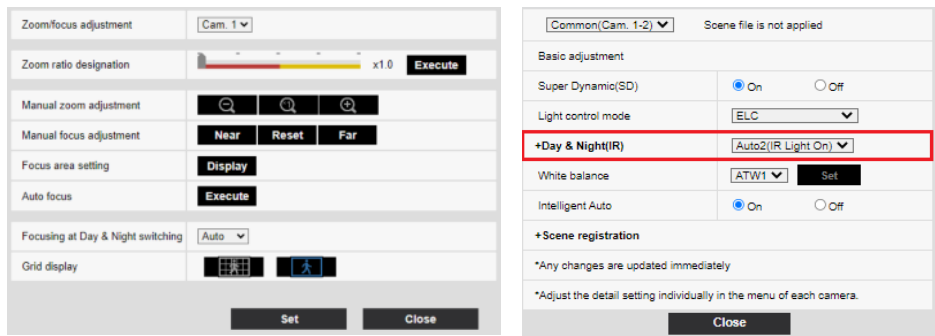 Zoom/focus adjustment Cam. 1
Zoom ratio designation x1.0 Execute
Manual zoom adjustment
Manual focus adjustment Near Reset Far
Focus area setting Display
Auto focus Execute
Focusing at Day & Night switching Auto
Grid display
Set Close
Common(Cam. 1-2) Scene file is not applied
Basic adjustment
Super Dynamic(SD) On Off
Light control mode ELC
+Day & Night(IR) Auto2(IR Light On)
White balance ATW1 Set
Intelligent Auto On Off
+Scene registration
*Any changes are updated immediately
*Adjust the detail setting individually in the menu of each camera.
Close